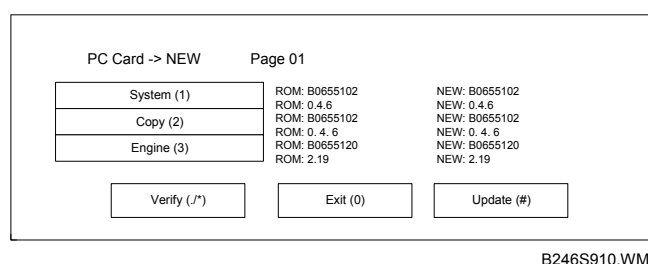 PC Card -> NEW Page 01
System (1) ROM: B0655102 NEW: B0655102
ROM: 0.4.6 NEW: 0.4.6
Copy (2) ROM: B0655102 NEW: B0655102
ROM: 0. 4. 6 NEW: 0. 4. 6
Engine (3) ROM: B0655120 NEW: B0655120
ROM: 2.19 NEW: 2.19
Verify (./*) Exit (0) Update (#)
B246S910.WM